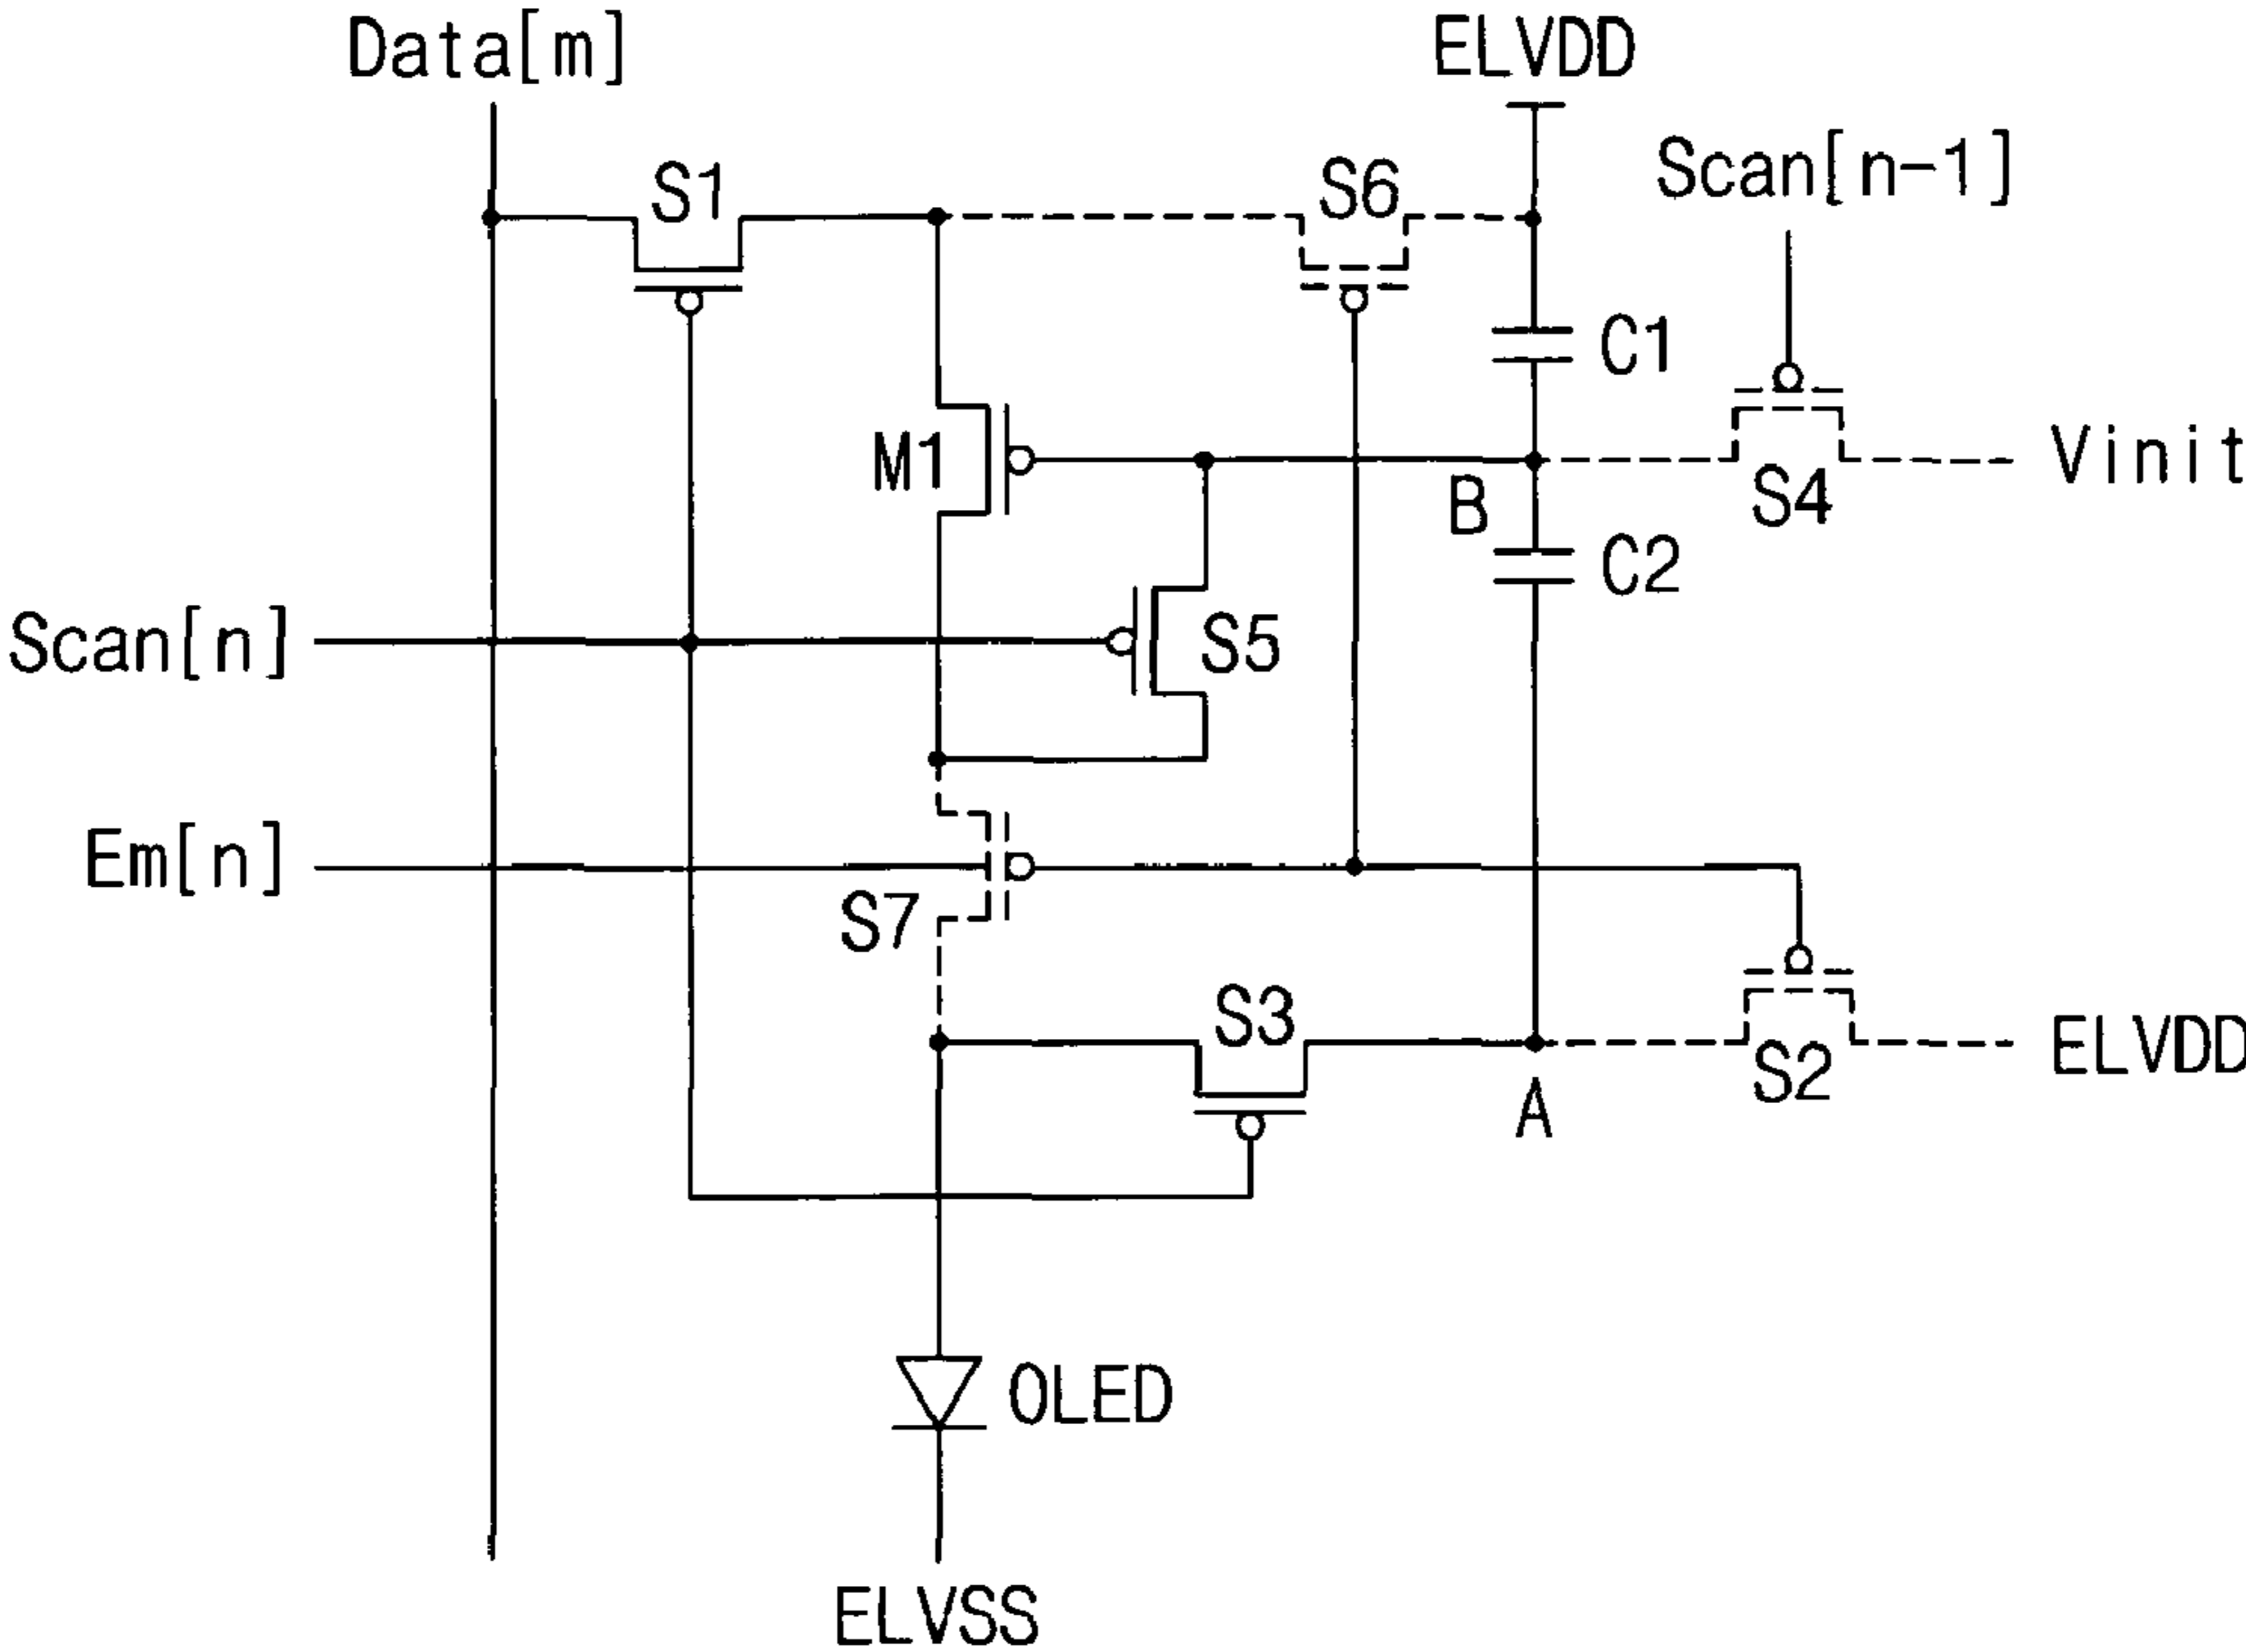 Data[m]
ELVDD
Scan[n-1]
S1
S6
C1
M1
Vinit
B
S4
C2
Scan[n]
S5
Em[n]
S7
S3
ELVDD
S2
A
OLED
ELVSS